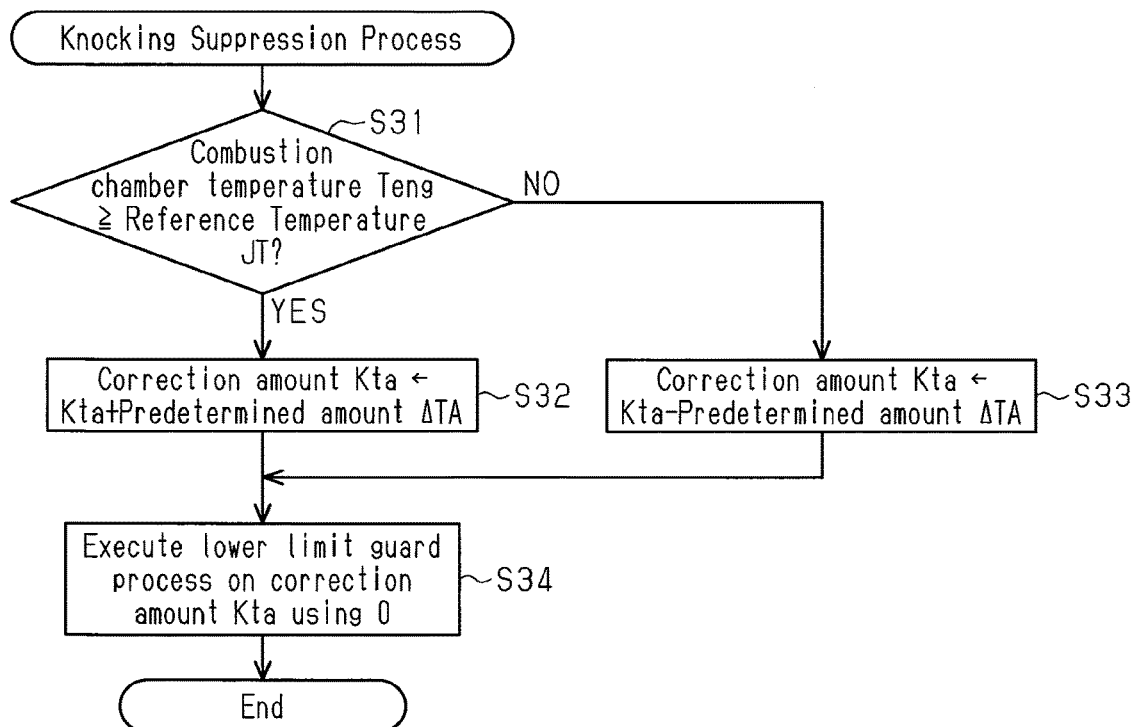 Knocking Suppression Process
S31
Combustion
chamber temperature Teng
≧ Reference Temperature
JT?
NO
YES
Correction amount Kta ←
Kta+Predetermined amount ΔTA
S32
Correction amount Kta ←
Kta−Predetermined amount ΔTA
S33
Execute lower limit guard
process on correction
amount Kta using 0
S34
End